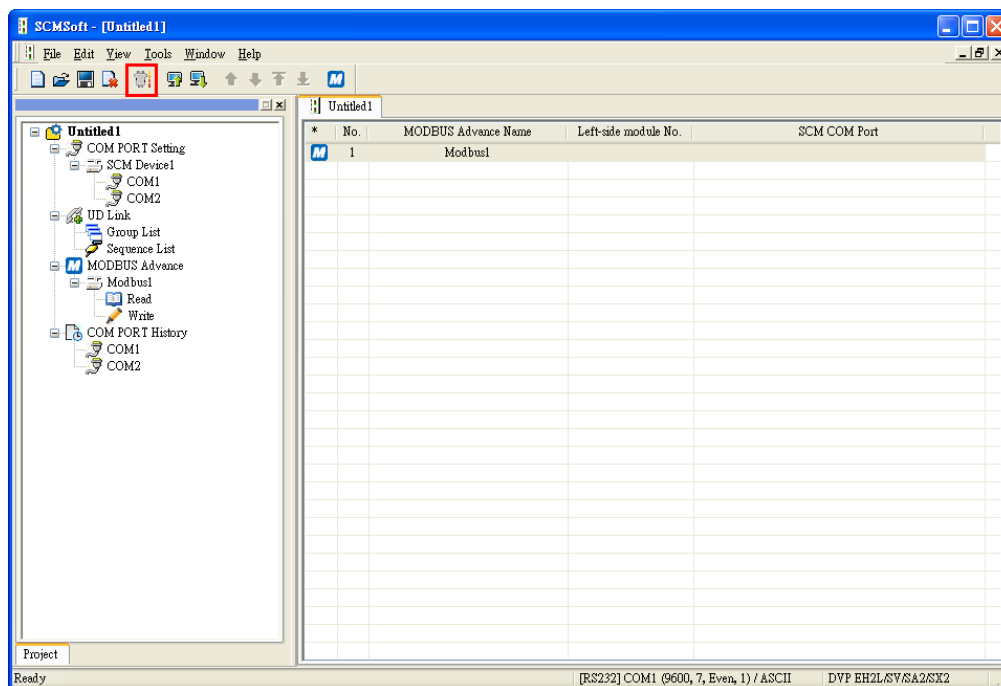 SCMSoft - [Untitled1]
File Edit View Tools Window Help
Untitled1
Untitled1
COM PORT Setting
SCM Device1
COM1
COM2
UD Link
Group List
Sequence List
MODBUS Advance
Modbus1
Read
Write
COM PORT History
COM1
COM2
* No. MODBUS Advance Name Left-side module No. SCM COM Port
1 Modbus1
Project
Ready [RS232] COM1 (9600, 7, Even, 1) / ASCII DVP EH2L/SV/SA2/SX2